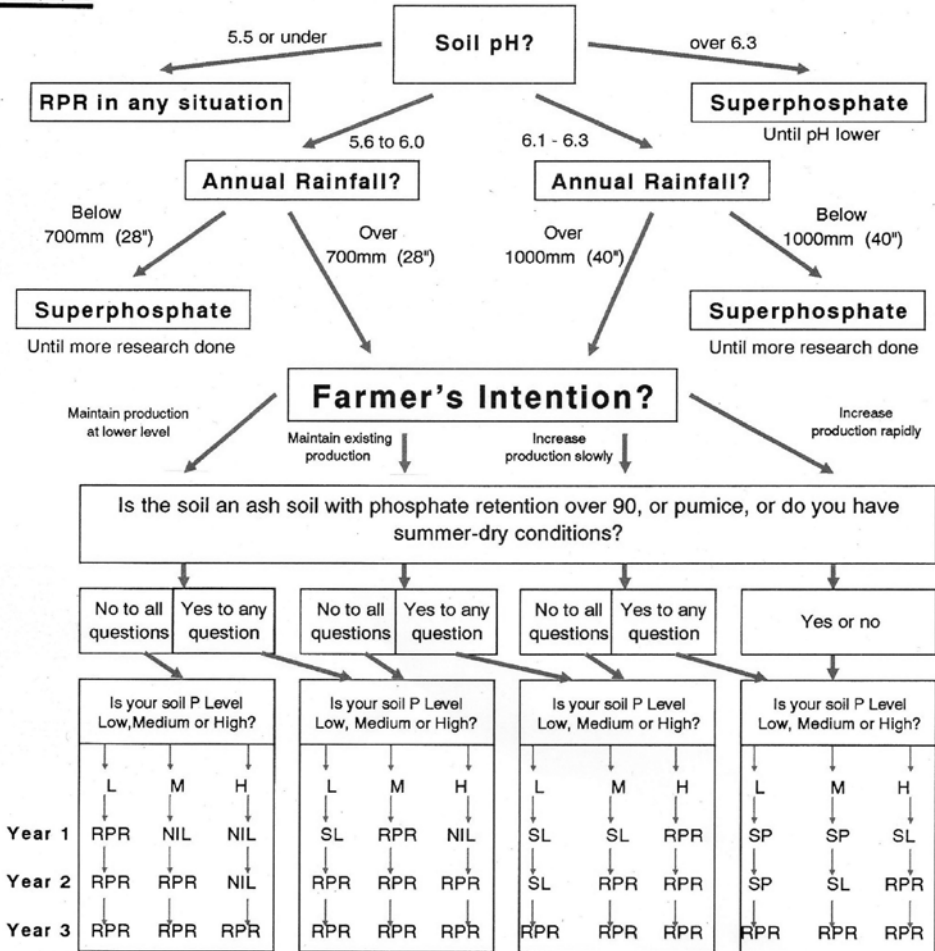 Soil pH?
5.5 or under
over 6.3
RPR in any situation
Superphosphate
Until pH lower
5.6 to 6.0
6.1 - 6.3
Annual Rainfall?
Annual Rainfall?
Below
700mm (28")
Over
700mm (28")
Over
1000mm (40")
Below
1000mm (40")
Superphosphate
Until more research done
Superphosphate
Until more research done
Farmer's Intention?
Maintain production
at lower level
Maintain existing
production
Increase
production slowly
Increase
production rapidly
Is the soil an ash soil with phosphate retention over 90, or pumice, or do you have
summer-dry conditions?
No to all
questions
Yes to any
question
No to all
questions
Yes to any
question
No to all
questions
Yes to any
question
Yes or no
Is your soil P Level
Low,Medium or High?
Is your soil P Level
Low, Medium or High?
Is your soil P Level
Low, Medium or High?
Is your soil P Level
Low, Medium or High?
L M H L M H L M H L M H
Year 1 RPR NIL NIL SL RPR NIL SL SL RPR SP SP SL
Year 2 RPR RPR NIL RPR RPR RPR SL RPR RPR SP SL RPR
Year 3 RPR RPR RPR RPR RPR RPR RPR RPR RPR RPR RPR RPR